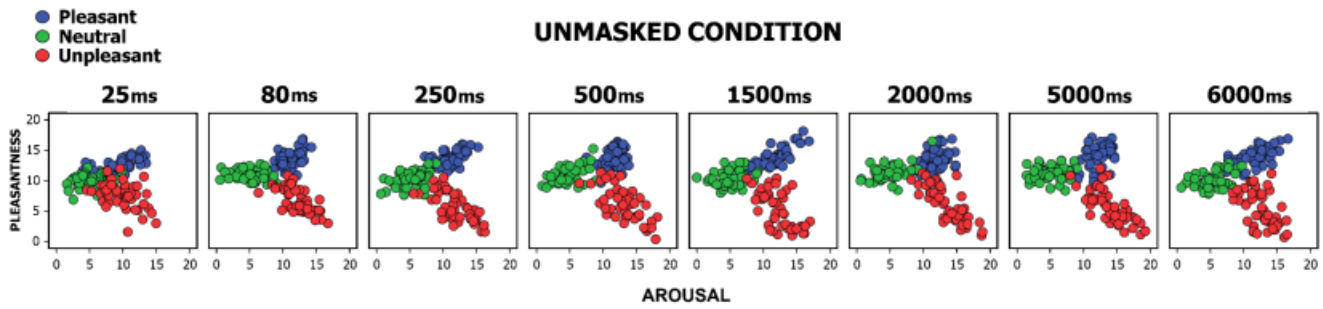 Pleasant
Neutral
Unpleasant
UNMASKED CONDITION
25ms 80ms 250ms 500ms 1500ms 2000ms 5000ms 6000ms
PLEASANTNESS
20
15
10
5
0
0 5 10 15 20 0 5 10 15 20 0 5 10 15 20 0 5 10 15 20 0 5 10 15 20 0 5 10 15 20 0 5 10 15 20 0 5 10 15 20
AROUSAL